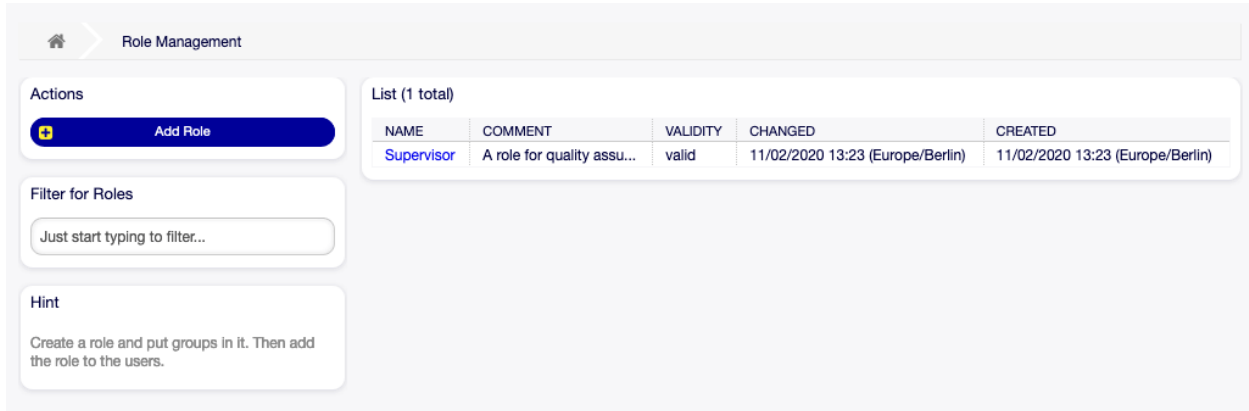 Role Management
Actions
Add Role
Filter for Roles
Just start typing to filter...
Hint
Create a role and put groups in it. Then add
the role to the users.
List (1 total)
NAME COMMENT VALIDITY CHANGED CREATED
Supervisor A role for quality assu... valid 11/02/2020 13:23 (Europe/Berlin) 11/02/2020 13:23 (Europe/Berlin)